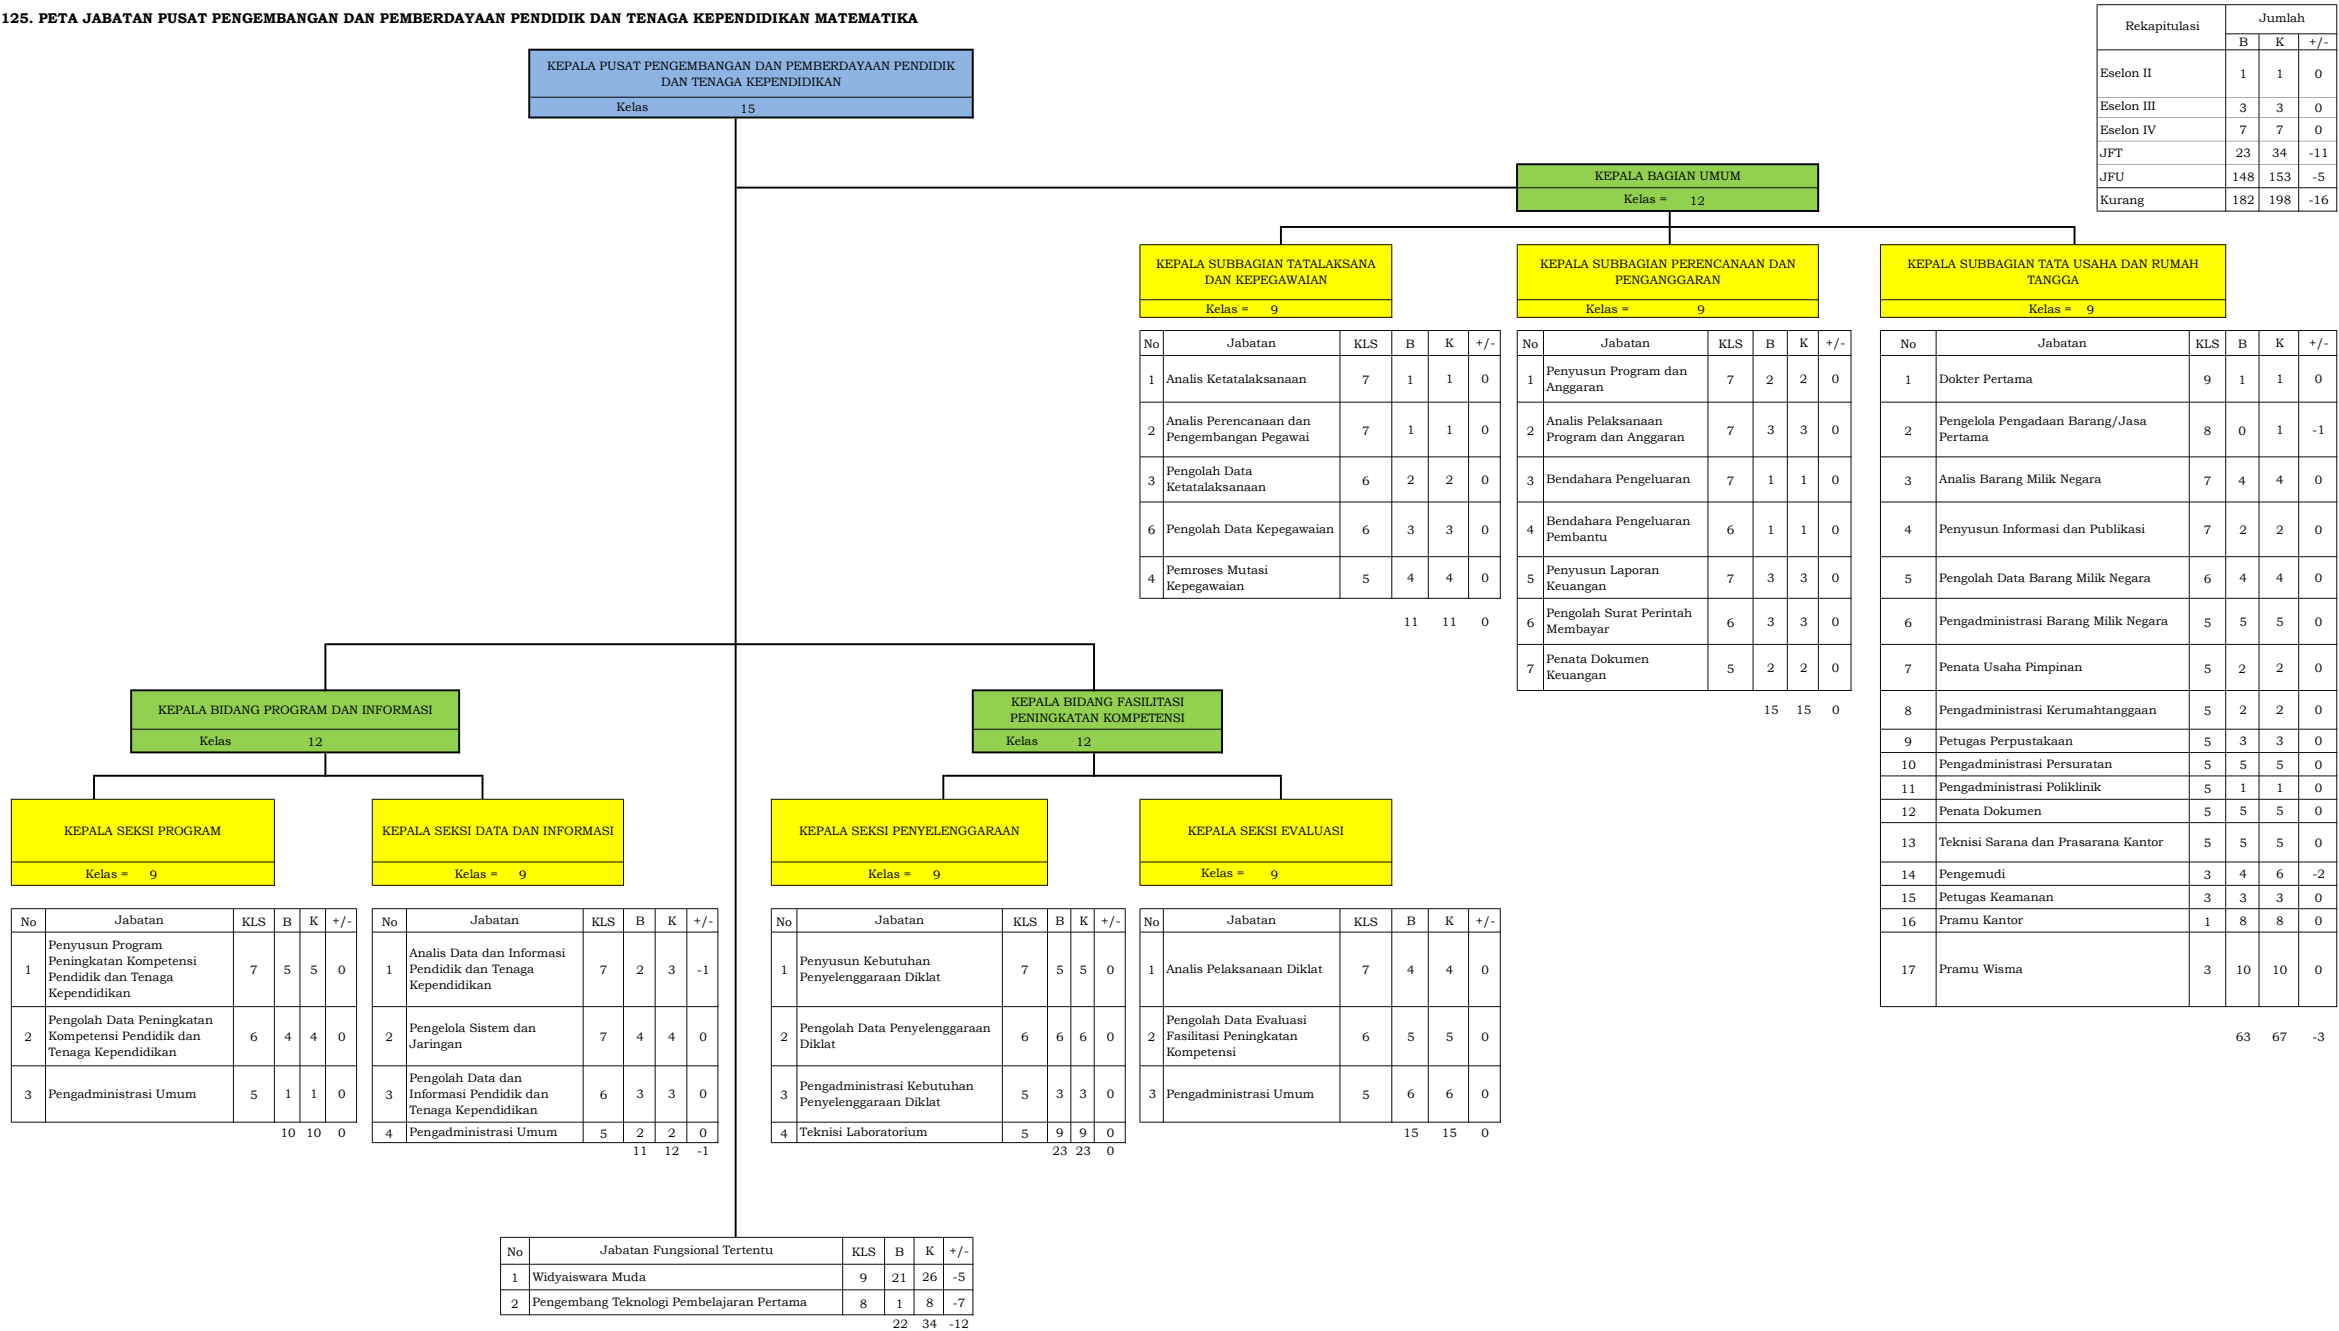 125. PETA JABATAN PUSAT PENGEMBANGAN DAN PEMBERDAYAAN PENDIDIK DAN TENAGA KEPENDIDIKAN MATEMATIKA
Rekapitulasi Jumlah
B K +/-
Eselon II 1 1 0
Eselon III 3 3 0
Eselon IV 7 7 0
JFT 23 34 -11
JFU 148 153 -5
Kurang 182 198 -16
KEPALA PUSAT PENGEMBANGAN DAN PEMBERDAYAAN PENDIDIK
DAN TENAGA KEPENDIDIKAN
Kelas 15
KEPALA BAGIAN UMUM
Kelas = 12
KEPALA SUBBAGIAN TATALAKSANA
DAN KEPEGAWAIAN
Kelas = 9
No Jabatan KLS B K +/-
1 Analis Ketatalaksanaan 7 1 1 0
2 Analis Perencanaan dan
Pengembangan Pegawai 7 1 1 0
3 Pengolah Data
Ketatalaksanaan 6 2 2 0
6 Pengolah Data Kepegawaian 6 3 3 0
4 Pemroses Mutasi
Kepegawaian 5 4 4 0
11 11 0
KEPALA SUBBAGIAN PERENCANAAN DAN
PENGANGGARAN
Kelas = 9
No Jabatan KLS B K +/-
1 Penyusun Program dan
Anggaran 7 2 2 0
2 Analis Pelaksanaan
Program dan Anggaran 7 3 3 0
3 Bendahara Pengeluaran 7 1 1 0
4 Bendahara Pengeluaran
Pembantu 6 1 1 0
5 Penyusun Laporan
Keuangan 7 3 3 0
6 Pengolah Surat Perintah
Membayar 6 3 3 0
7 Penata Dokumen
Keuangan 5 2 2 0
15 15 0
KEPALA SUBBAGIAN TATA USAHA DAN RUMAH
TANGGA
Kelas = 9
No Jabatan KLS B K +/-
1 Dokter Pertama 9 1 1 0
2 Pengelola Pengadaan Barang/Jasa
Pertama 8 0 1 -1
3 Analis Barang Milik Negara 7 4 4 0
4 Penyusun Informasi dan Publikasi 7 2 2 0
5 Pengolah Data Barang Milik Negara 6 4 4 0
6 Pengadministrasi Barang Milik Negara 5 5 5 0
7 Penata Usaha Pimpinan 5 2 2 0
8 Pengadministrasi Kerumahtanggaan 5 2 2 0
9 Petugas Perpustakaan 5 3 3 0
10 Pengadministrasi Persuratan 5 5 5 0
11 Pengadministrasi Poliklinik 5 1 1 0
12 Penata Dokumen 5 5 5 0
13 Teknisi Sarana dan Prasarana Kantor 5 5 5 0
14 Pengemudi 3 4 6 -2
15 Petugas Keamanan 3 3 3 0
16 Pramu Kantor 1 8 8 0
17 Pramu Wisma 3 10 10 0
63 67 -3
KEPALA BIDANG PROGRAM DAN INFORMASI
Kelas 12
KEPALA BIDANG FASILITASI
PENINGKATAN KOMPETENSI
Kelas 12
KEPALA SEKSI PROGRAM
Kelas = 9
No Jabatan KLS B K +/-
1 Penyusun Program
Peningkatan Kompetensi
Pendidik dan Tenaga
Kependidikan 7 5 5 0
2 Pengolah Data Peningkatan
Kompetensi Pendidik dan
Tenaga Kependidikan 6 4 4 0
3 Pengadministrasi Umum 5 1 1 0
10 10 0
KEPALA SEKSI DATA DAN INFORMASI
Kelas = 9
No Jabatan KLS B K +/-
1 Analis Data dan Informasi
Pendidik dan Tenaga
Kependidikan 7 2 3 -1
2 Pengelola Sistem dan
Jaringan 7 4 4 0
3 Pengolah Data dan
Informasi Pendidik dan
Tenaga Kependidikan 6 3 3 0
4 Pengadministrasi Umum 5 2 2 0
11 12 -1
KEPALA SEKSI PENYELENGGARAAN
Kelas = 9
No Jabatan KLS B K +/-
1 Penyusun Kebutuhan
Penyelenggaraan Diklat 7 5 5 0
2 Pengolah Data Penyelenggaraan
Diklat 6 6 6 0
3 Pengadministrasi Kebutuhan
Penyelenggaraan Diklat 5 3 3 0
4 Teknisi Laboratorium 5 9 9 0
23 23 0
KEPALA SEKSI EVALUASI
Kelas = 9
No Jabatan KLS B K +/-
1 Analis Pelaksanaan Diklat 7 4 4 0
2 Pengolah Data Evaluasi
Fasilitasi Peningkatan
Kompetensi 6 5 5 0
3 Pengadministrasi Umum 5 6 6 0
15 15 0
No Jabatan Fungsional Tertentu KLS B K +/-
1 Widyaiswara Muda 9 21 26 -5
2 Pengembang Teknologi Pembelajaran Pertama 8 1 8 -7
22 34 -12